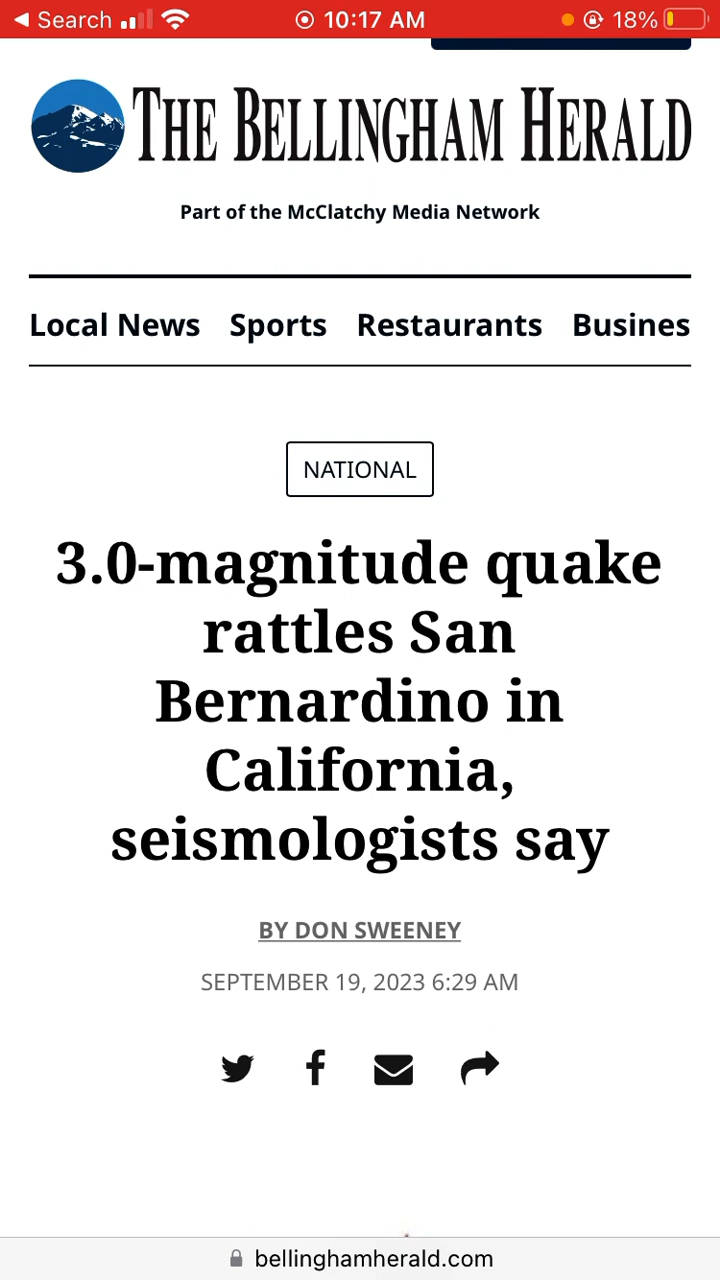 Search 10:17 AM 18%
THE BELLINGHAM HERALD
Part of the McClatchy Media Network
Local News Sports Restaurants Busines
NATIONAL
3.0-magnitude quake
rattles San
Bernardino in
California,
seismologists say
BY DON SWEENEY
SEPTEMBER 19, 2023 6:29 AM
bellinghamherald.com